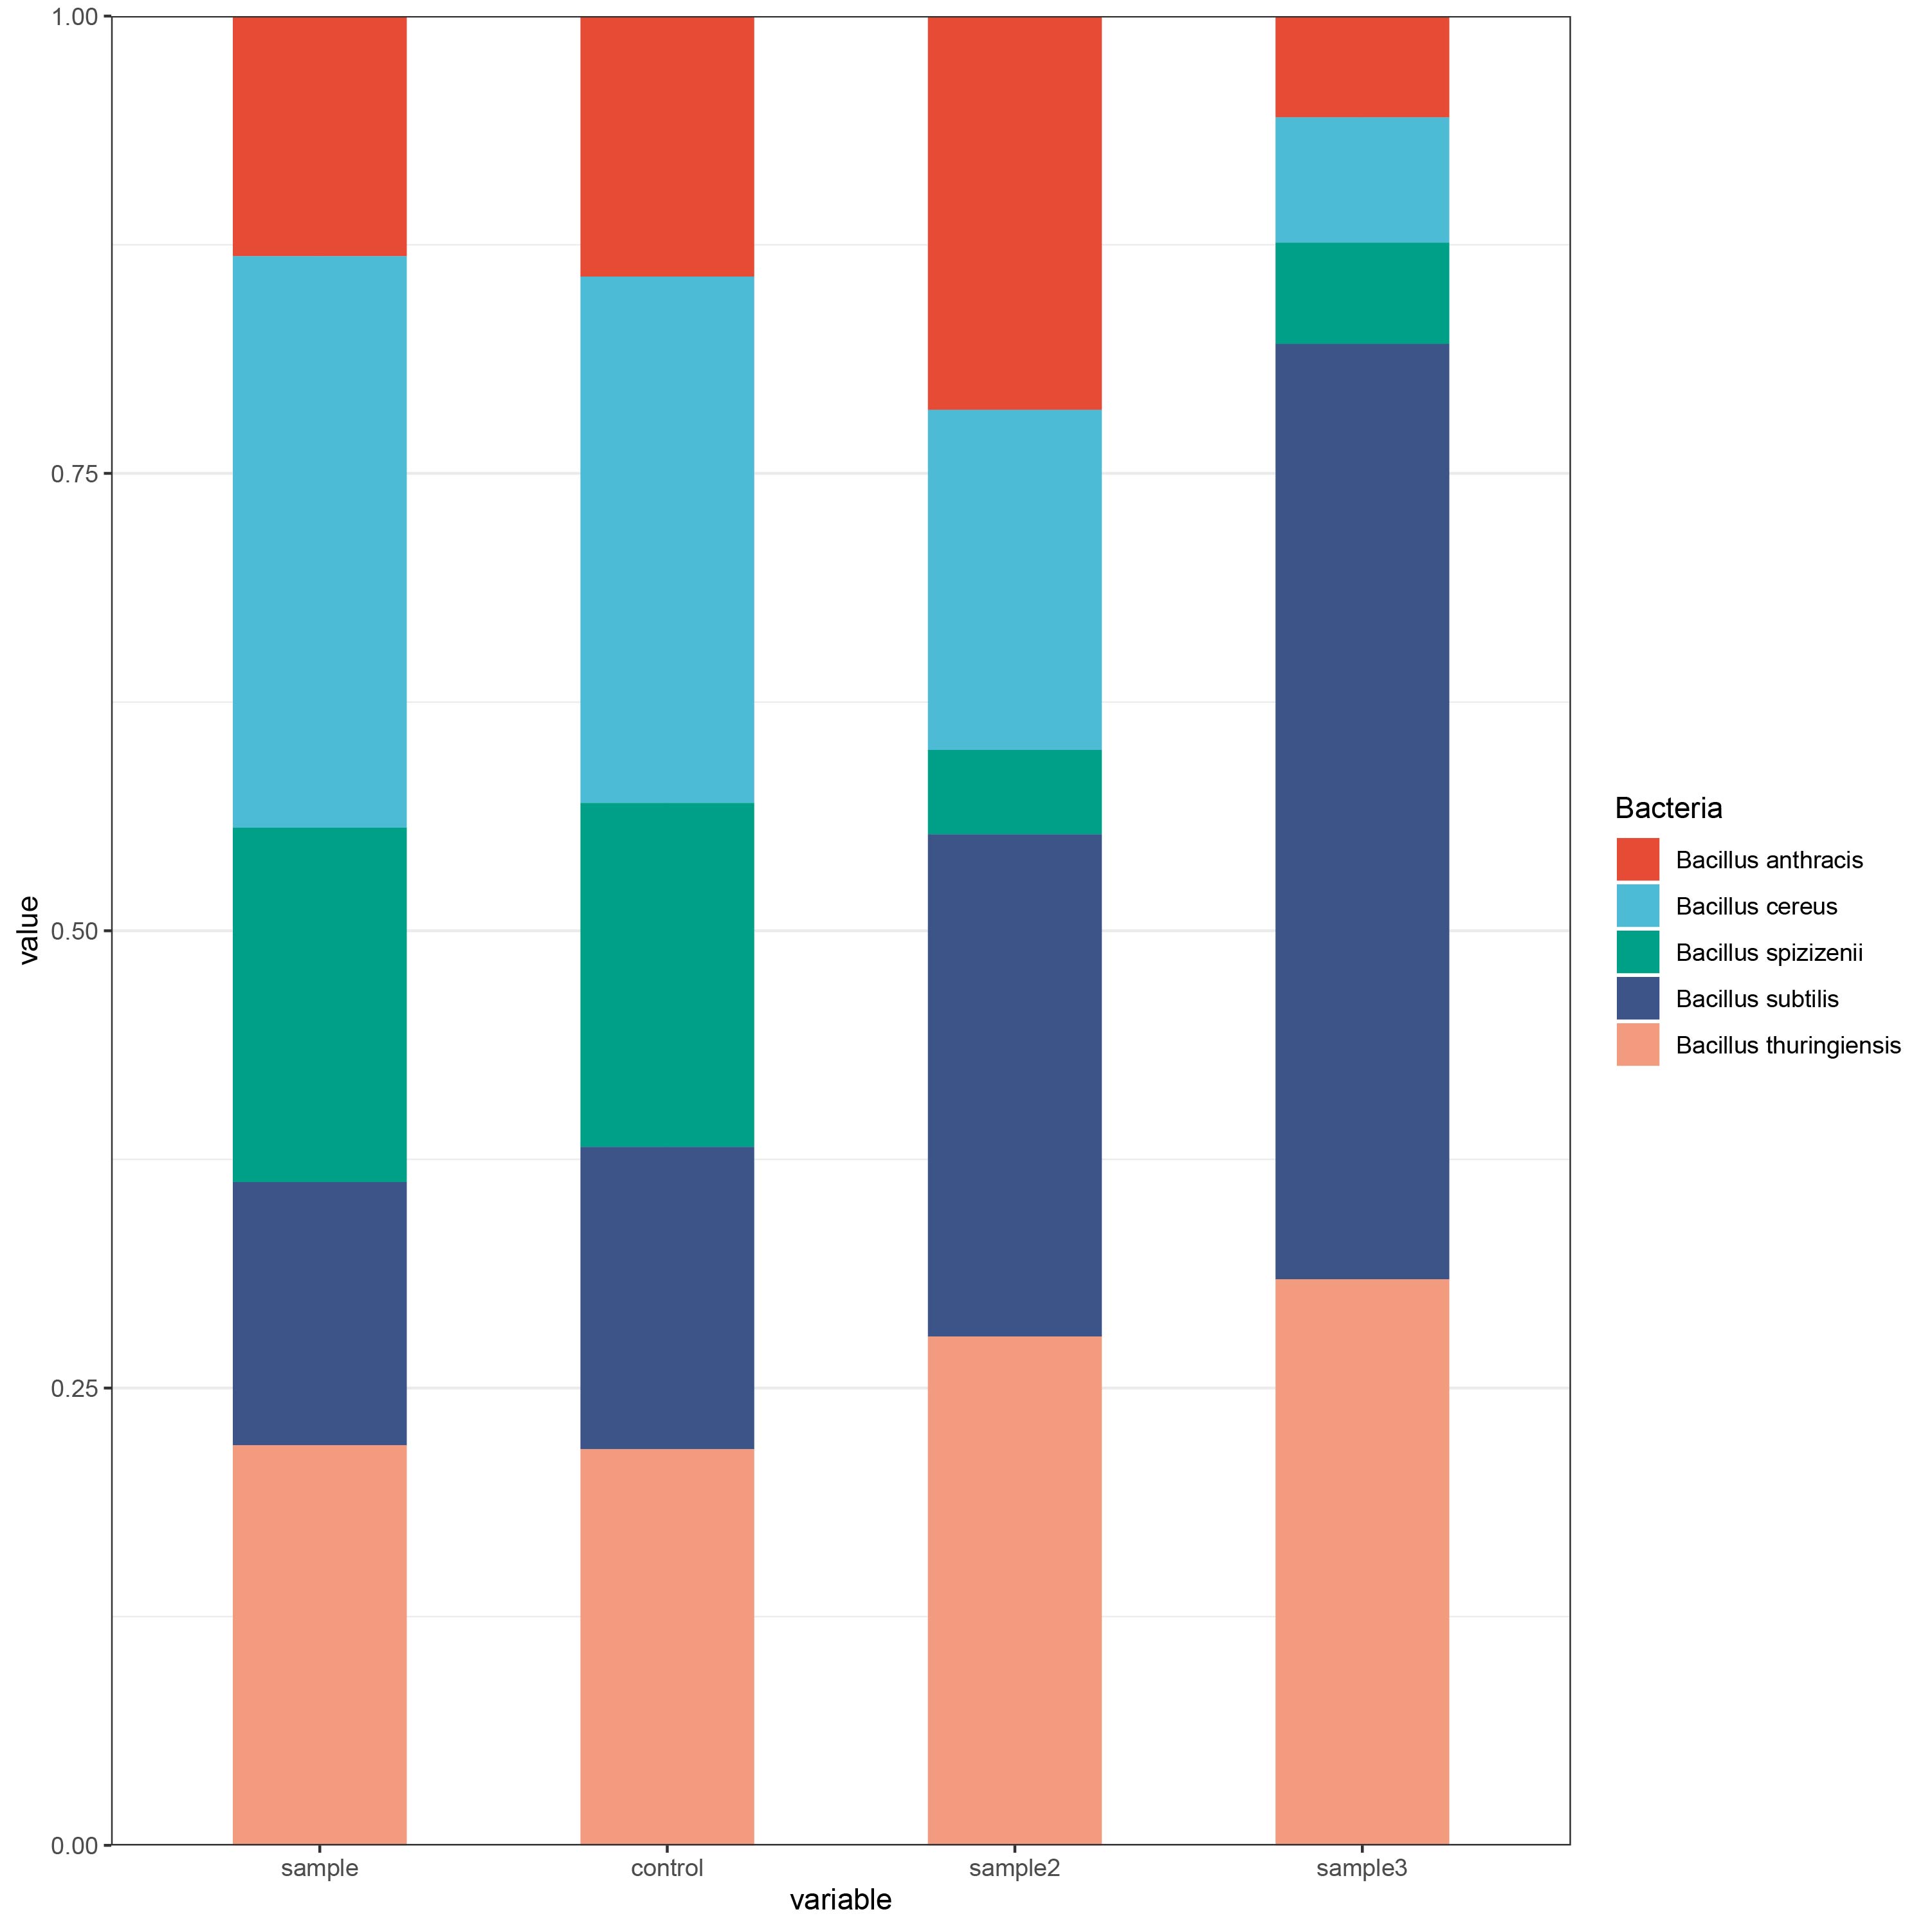 1.00
0.75
0.50
0.25
0.00
value
sample
control
sample2
sample3
variable
Bacteria
Bacillus anthracis
Bacillus cereus
Bacillus spizizenii
Bacillus subtilis
Bacillus thuringiensis